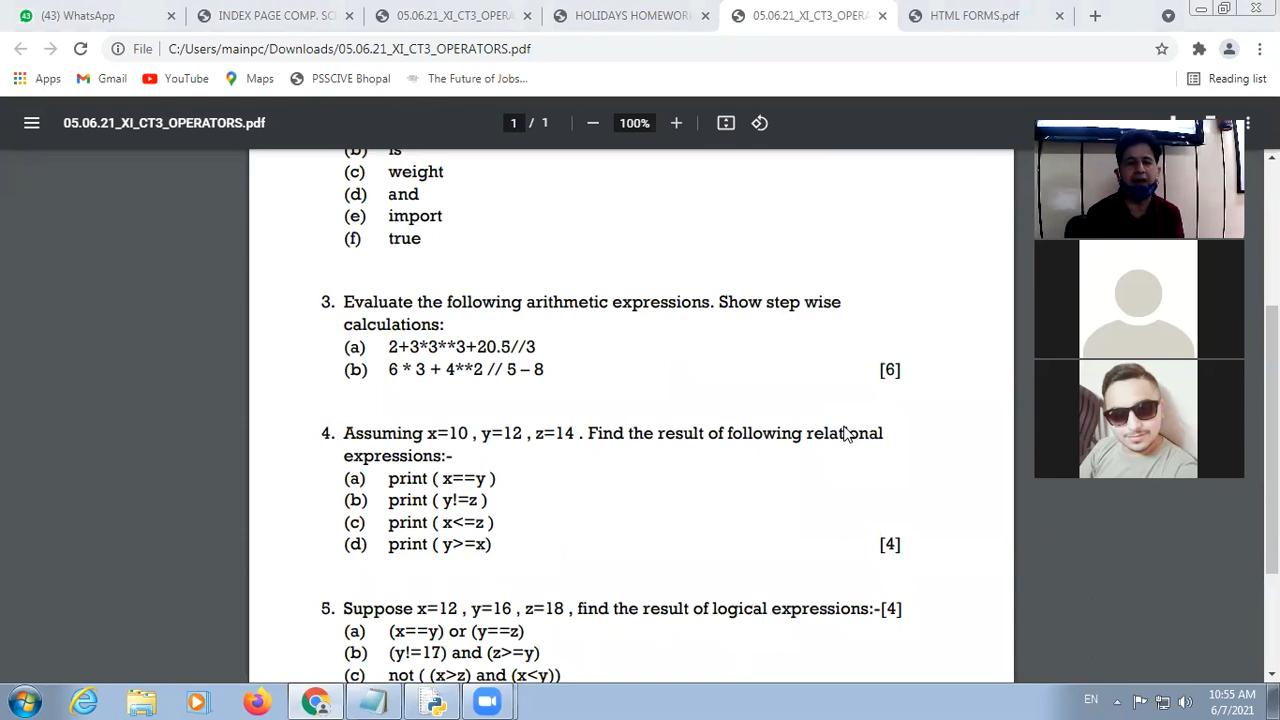 (43) WhatsApp
INDEX PAGE COMP. S
05.06.21_XI_CT3_OPERA
HOLIDAYS HOMEWOR
05.06.21_XI_CT3_OPERA
HTML FORMS.pdf
File C:/Users/mainpc/Downloads/05.06.21_XI_CT3_OPERATORS.pdf
Apps Gmail YouTube Maps PSSCIVE Bhopal The Future of Jobs... Reading list
05.06.21_XI_CT3_OPERATORS.pdf 1 / 1 100%
(b) is
(c) weight
(d) and
(e) import
(f) true
3. Evaluate the following arithmetic expressions. Show step wise
calculations:
(a) 2+3*3**3+20.5//3
(b) 6 * 3 + 4**2 // 5 – 8 [6]
4. Assuming x=10 , y=12 , z=14 . Find the result of following relational
expressions:-
(a) print ( x==y )
(b) print ( y!=z )
(c) print ( x<=z )
(d) print ( y>=x) [4]
5. Suppose x=12 , y=16 , z=18 , find the result of logical expressions:-[4]
(a) (x==y) or (y==z)
(b) (y!=17) and (z>=y)
(c) not ( (x>z) and (x<y))
EN 10:55 AM
6/7/2021